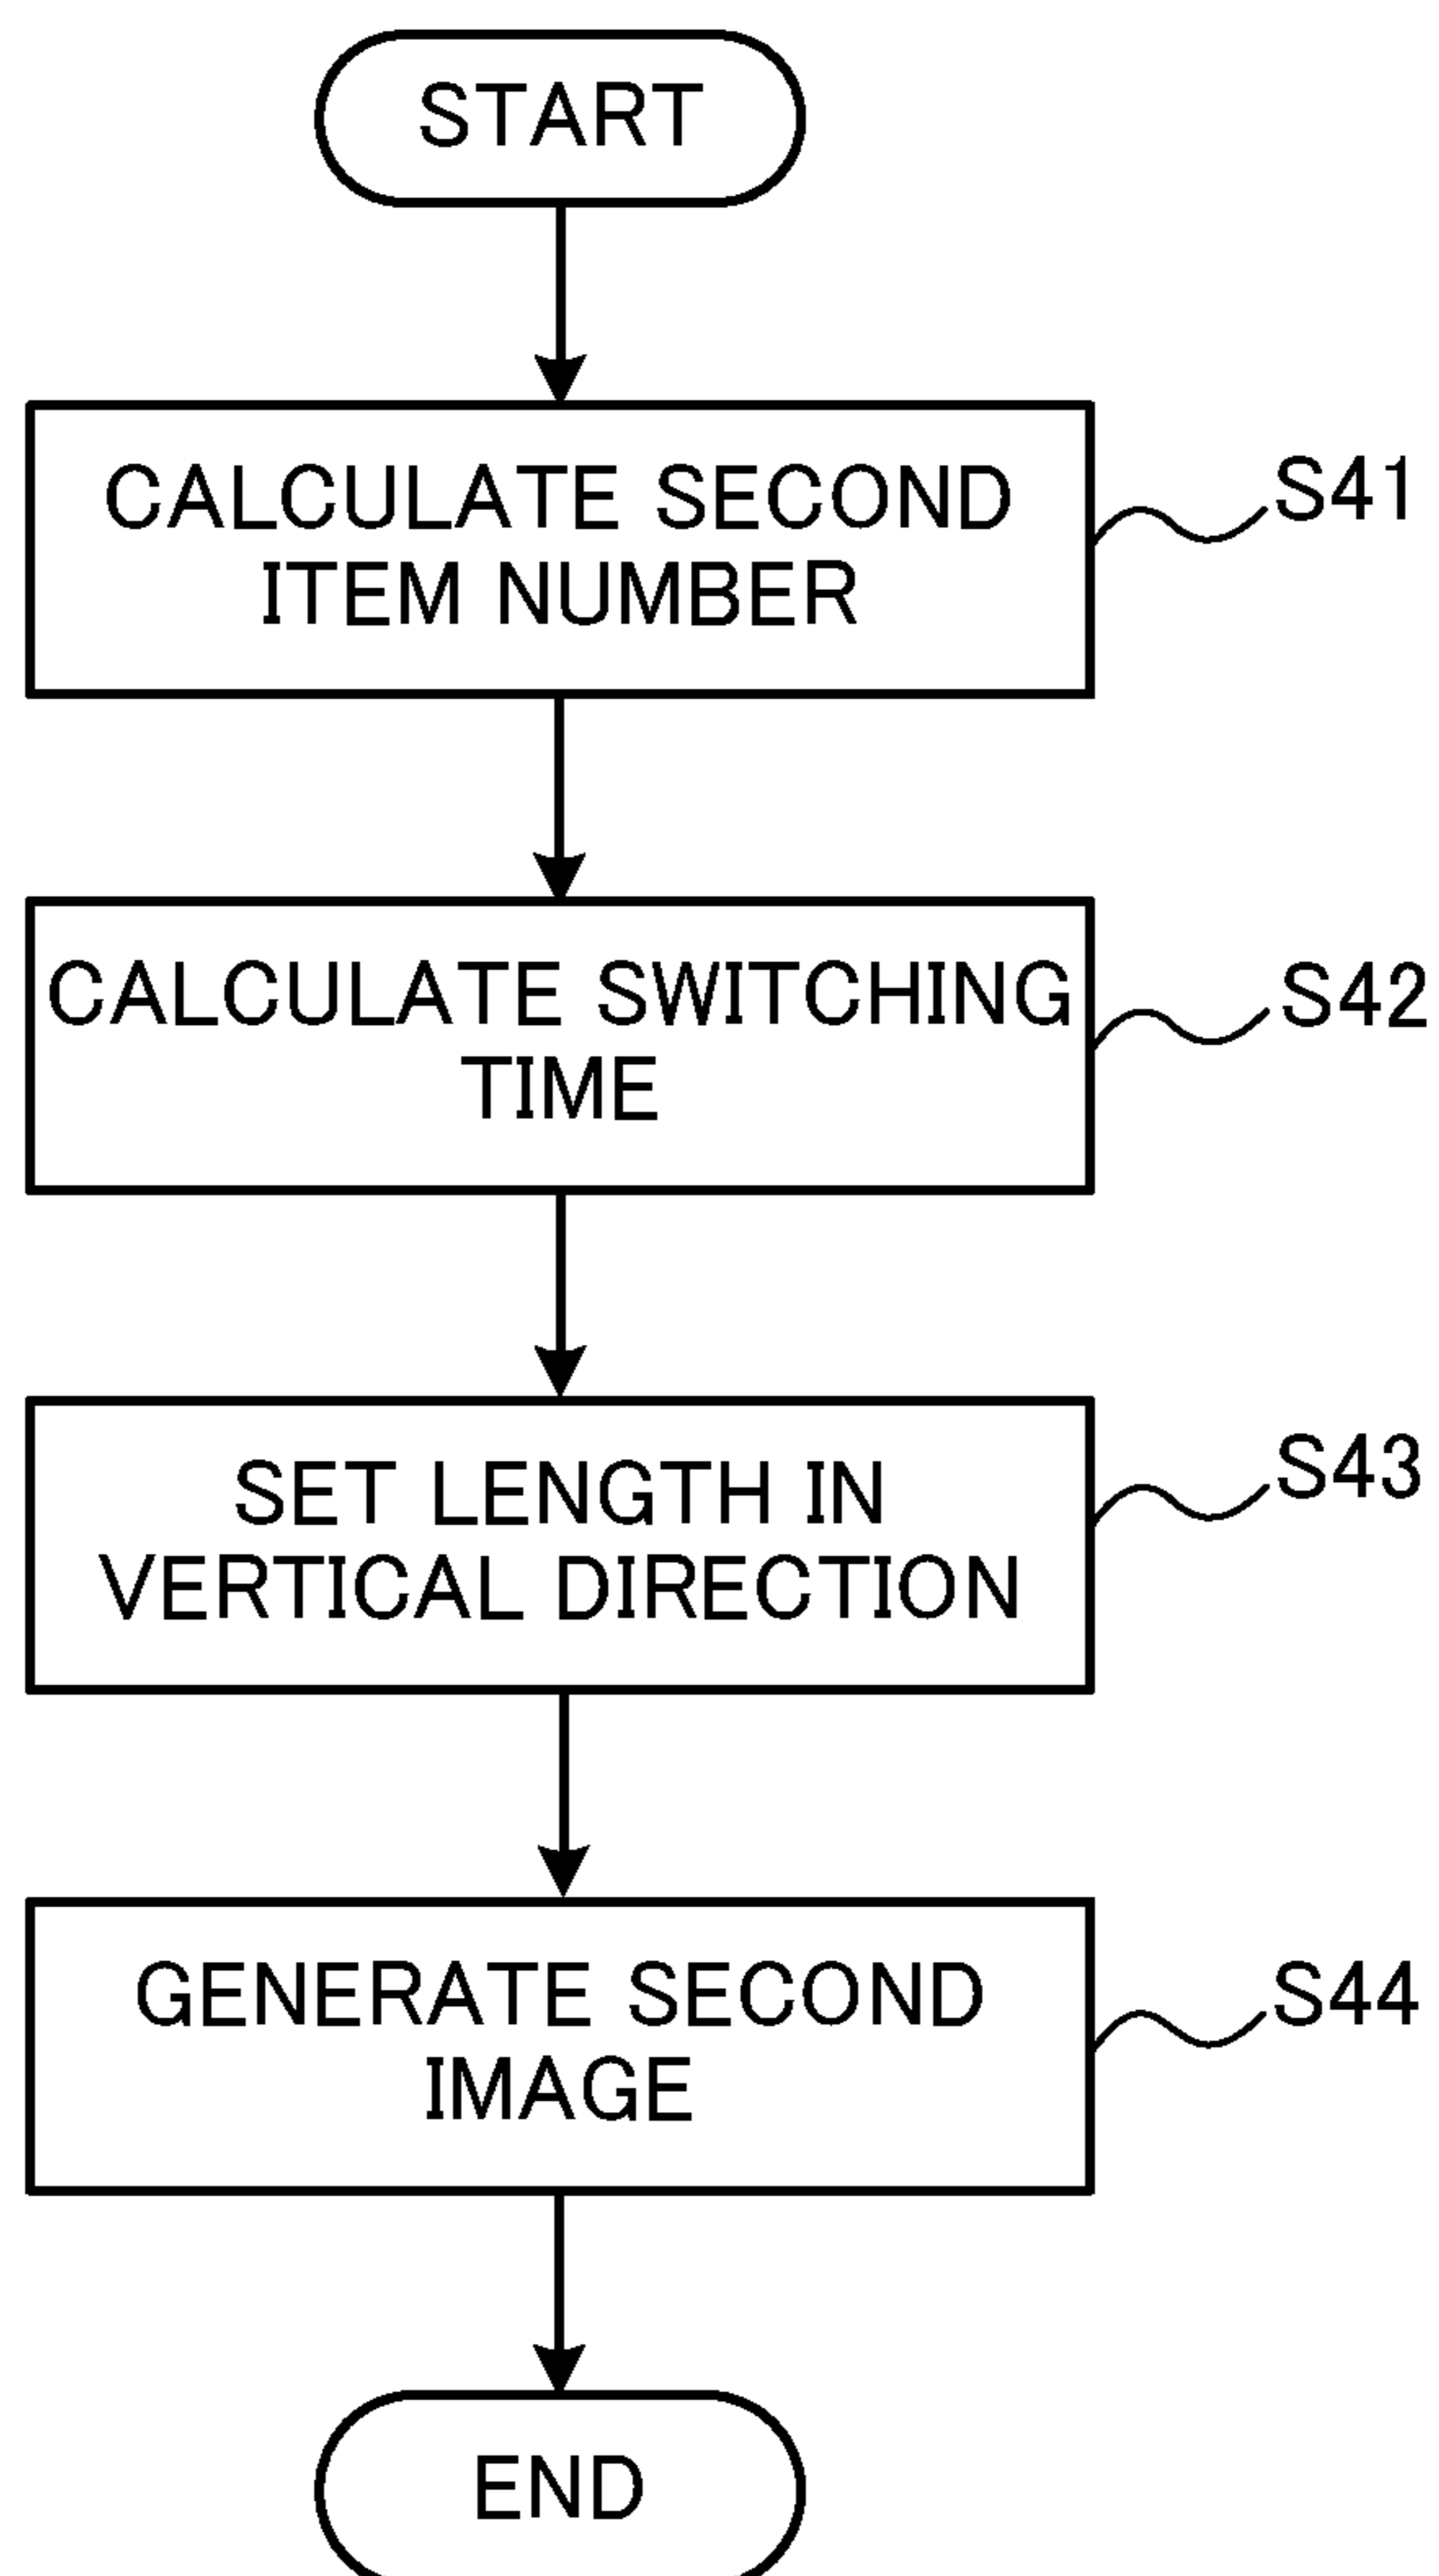 START
CALCULATE SECOND
ITEM NUMBER
S41
CALCULATE SWITCHING
TIME
S42
SET LENGTH IN
VERTICAL DIRECTION
S43
GENERATE SECOND
IMAGE
S44
END